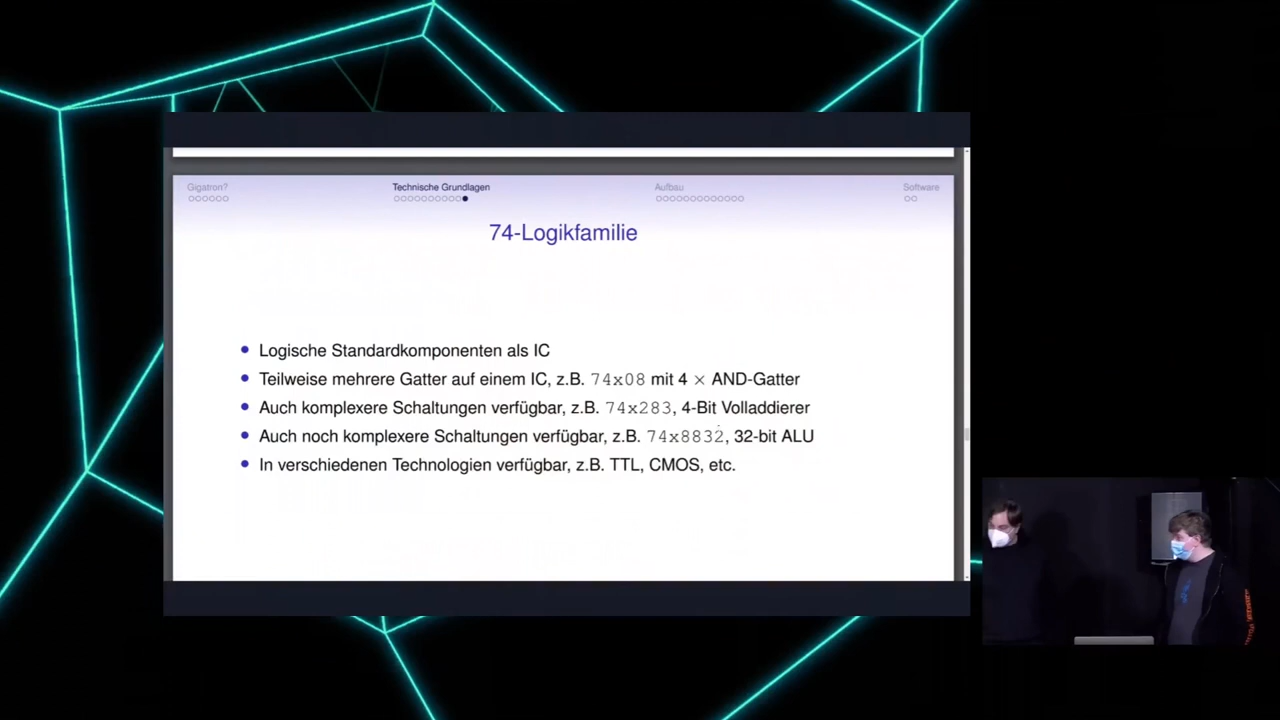 Gigatron?
Technische Grundlagen
Aufbau
Software
74-Logikfamilie
Logische Standardkomponenten als IC
Teilweise mehrere Gatter auf einem IC, z.B. 74x08 mit 4 × AND-Gatter
Auch komplexere Schaltungen verfügbar, z.B. 74x283, 4-Bit Volladdierer
Auch noch komplexere Schaltungen verfügbar, z.B. 74x8832, 32-bit ALU
In verschiedenen Technologien verfügbar, z.B. TTL, CMOS, etc.